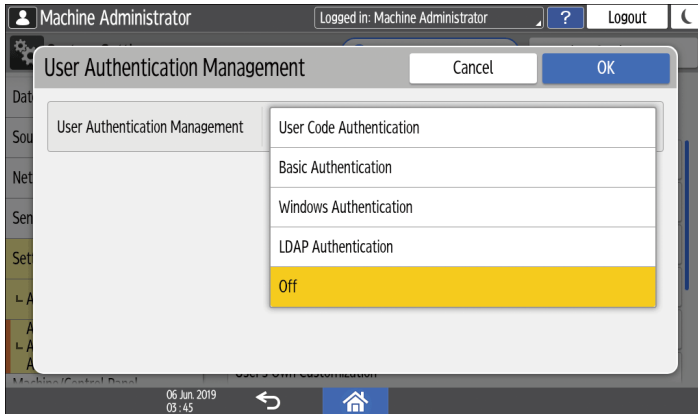 Machine Administrator
Logged in: Machine Administrator
?
Logout
User Authentication Management
Cancel
OK
User Authentication Management
User Code Authentication
Basic Authentication
Windows Authentication
LDAP Authentication
Off
06 Jun. 2019
03 : 45